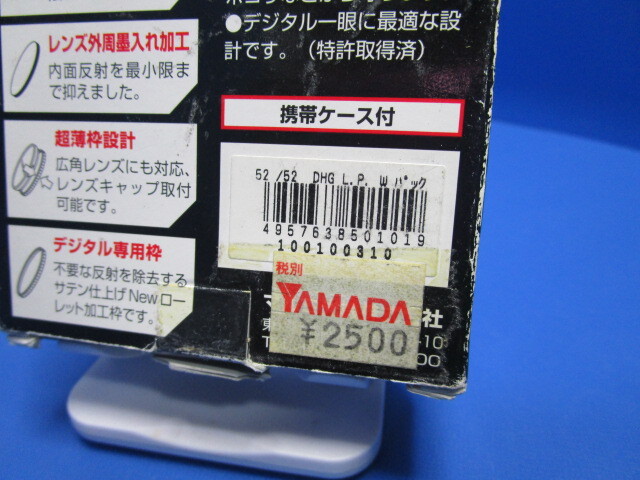 ●デジタル一眼に最適な設
計です。（特許取得済）
レンズ外周墨入れ加工
内面反射を最小限ま
で抑えました。
超薄枠設計
広角レンズにも対応、
レンズキャップ取付
可能です。
デジタル専用枠
不要な反射を除去する
サテン仕上げNewロー
レット加工枠です。
携帯ケース付
52 /52 DHG L.P. W パック
4957638501019
100100310
税別
YAMADA
¥2500
社
-10
00